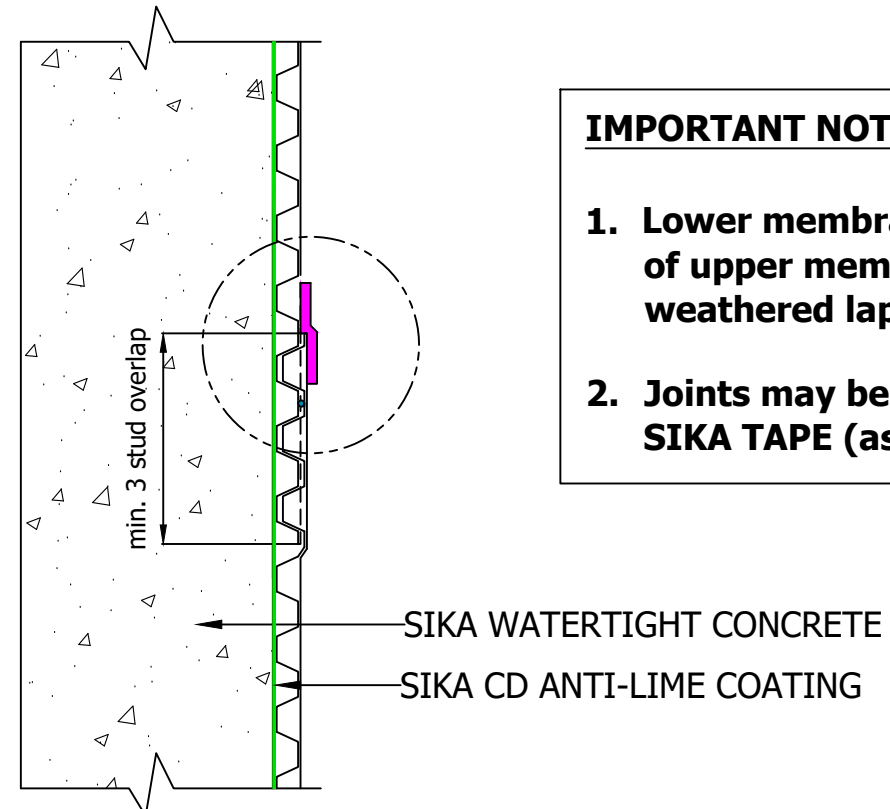 IMPORTANT NOT
1. Lower membra
of upper mem
weathered lap
2. Joints may be
SIKA TAPE (as
min. 3 stud overlap
SIKA WATERTIGHT CONCRETE
SIKA CD ANTI-LIME COATING